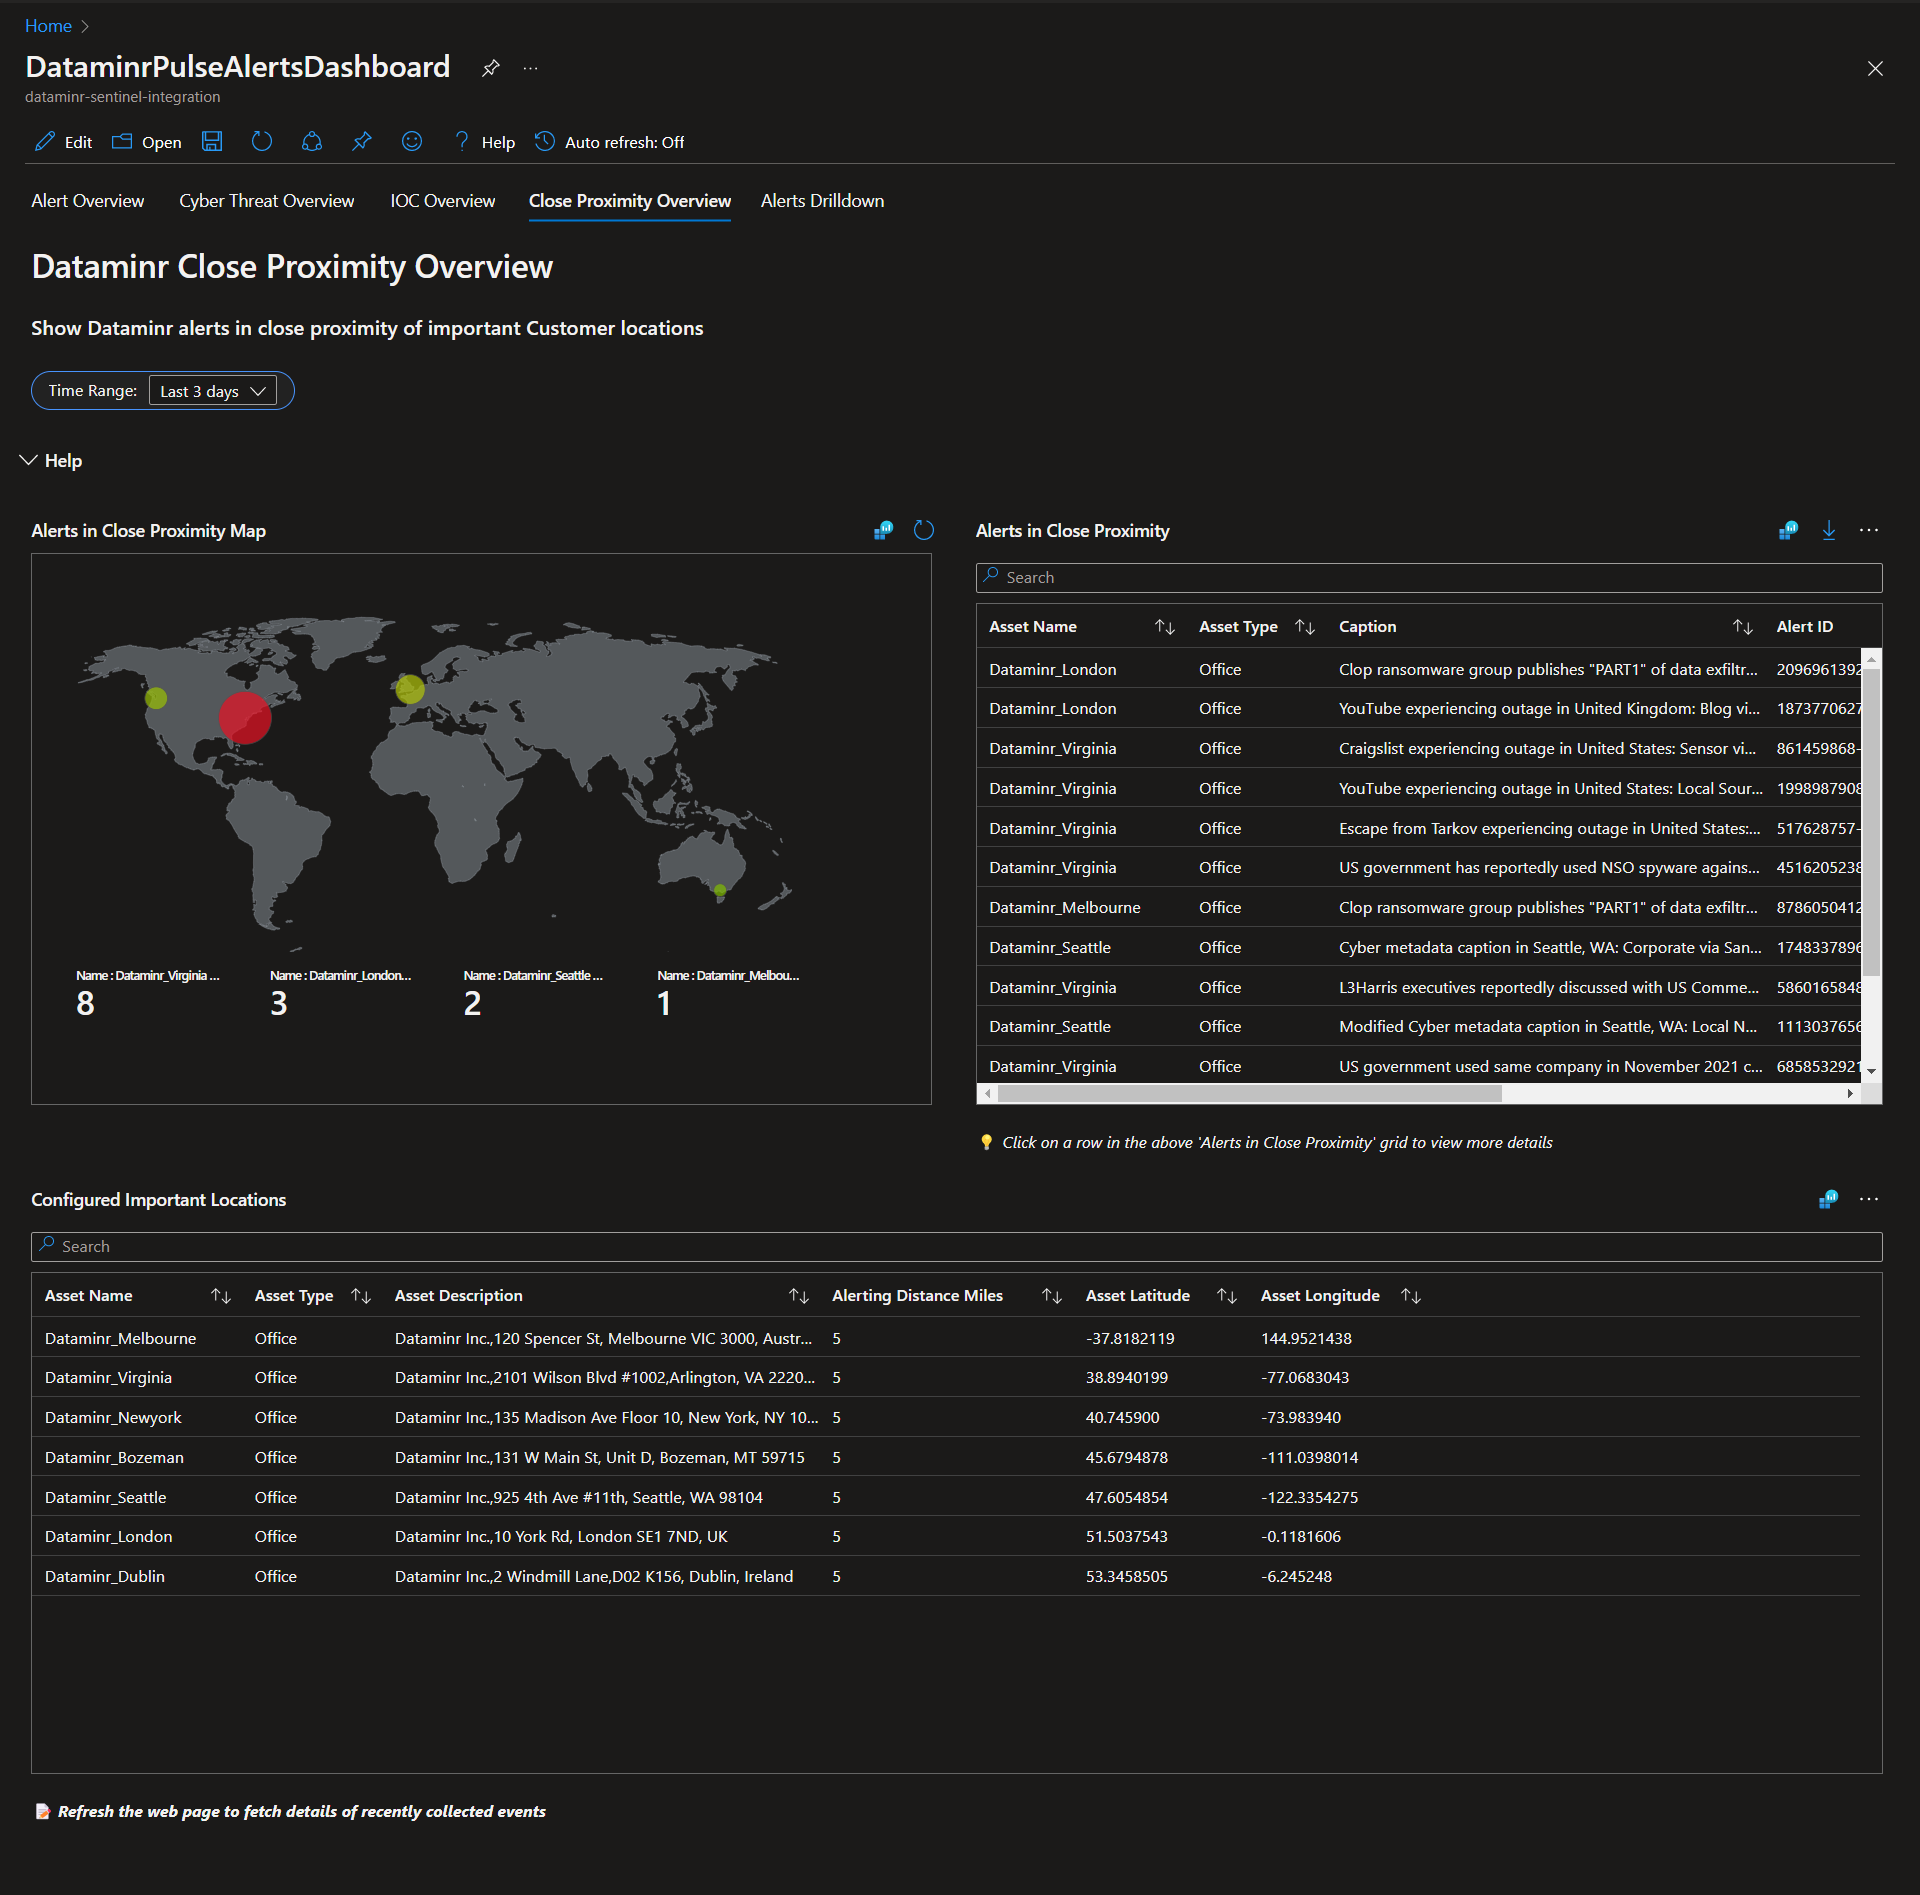 Home
DataminrPulseAlertsDashboard
dataminr-sentinel-integration
Edit Open Help Auto refresh: Off
Alert Overview Cyber Threat Overview IOC Overview Close Proximity Overview Alerts Drilldown
Dataminr Close Proximity Overview
Show Dataminr alerts in close proximity of important Customer locations
Time Range: Last 3 days
Help
Alerts in Close Proximity Map
Name : Dataminr_Virginia ... Name : Dataminr_London... Name : Dataminr_Seattle ... Name : Dataminr_Melbou...
8 3 2 1
Alerts in Close Proximity
Search
Asset Name Asset Type Caption Alert ID
Dataminr_London Office Clop ransomware group publishes "PART1" of data exfiltr... 2096961392
Dataminr_London Office YouTube experiencing outage in United Kingdom: Blog vi... 1873770627
Dataminr_Virginia Office Craigslist experiencing outage in United States: Sensor vi... 861459868-
Dataminr_Virginia Office YouTube experiencing outage in United States: Local Sour... 1998987908
Dataminr_Virginia Office Escape from Tarkov experiencing outage in United States:... 517628757-
Dataminr_Virginia Office US government has reportedly used NSO spyware agains... 4516205238
Dataminr_Melbourne Office Clop ransomware group publishes "PART1" of data exfiltr... 8786050412
Dataminr_Seattle Office Cyber metadata caption in Seattle, WA: Corporate via San... 1748337896
Dataminr_Virginia Office L3Harris executives reportedly discussed with US Comme... 5860165848
Dataminr_Seattle Office Modified Cyber metadata caption in Seattle, WA: Local N... 1113037656
Dataminr_Virginia Office US government used same company in November 2021 c... 6858532921
Click on a row in the above 'Alerts in Close Proximity' grid to view more details
Configured Important Locations
Search
Asset Name Asset Type Asset Description Alerting Distance Miles Asset Latitude Asset Longitude
Dataminr_Melbourne Office Dataminr Inc.,120 Spencer St, Melbourne VIC 3000, Austr... 5 -37.8182119 144.9521438
Dataminr_Virginia Office Dataminr Inc.,2101 Wilson Blvd #1002,Arlington, VA 2220... 5 38.8940199 -77.0683043
Dataminr_Newyork Office Dataminr Inc.,135 Madison Ave Floor 10, New York, NY 10... 5 40.745900 -73.983940
Dataminr_Bozeman Office Dataminr Inc.,131 W Main St, Unit D, Bozeman, MT 59715 5 45.6794878 -111.0398014
Dataminr_Seattle Office Dataminr Inc.,925 4th Ave #11th, Seattle, WA 98104 5 47.6054854 -122.3354275
Dataminr_London Office Dataminr Inc.,10 York Rd, London SE1 7ND, UK 5 51.5037543 -0.1181606
Dataminr_Dublin Office Dataminr Inc.,2 Windmill Lane,D02 K156, Dublin, Ireland 5 53.3458505 -6.245248
Refresh the web page to fetch details of recently collected events